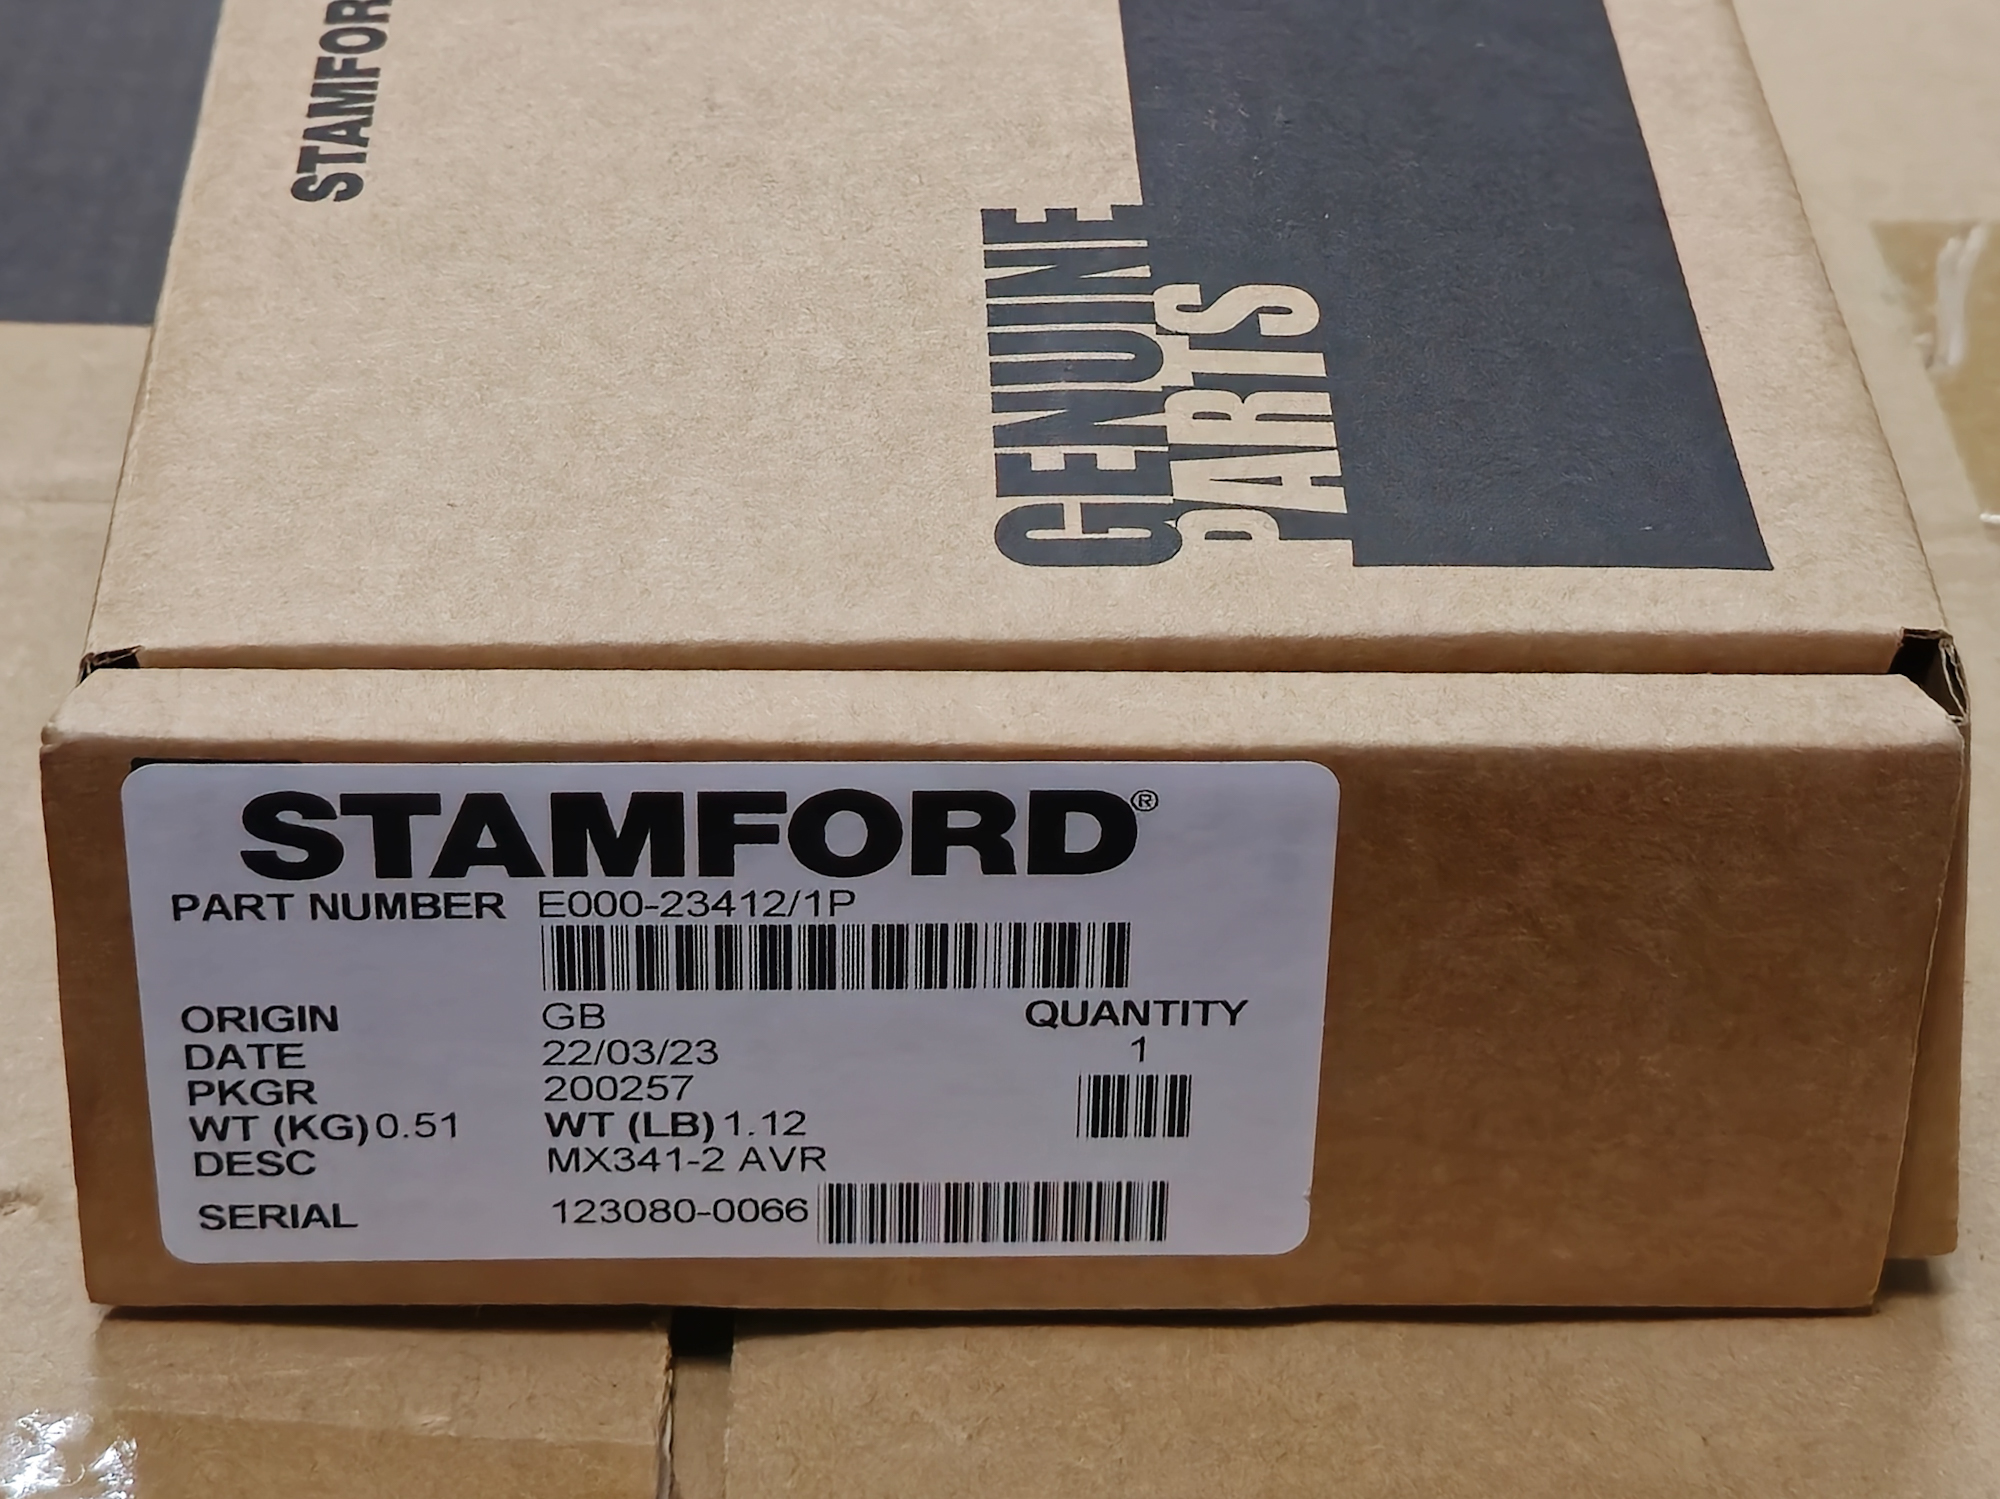 STAMFOR
GENUINE
PARTS
STAMFORD®
PART NUMBER E000-23412/1P
ORIGIN GB QUANTITY
DATE 22/03/23 1
PKGR 200257
WT (KG) 0.51 WT (LB) 1.12
DESC MX341-2 AVR
SERIAL 123080-0066